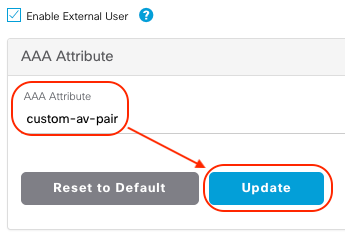 Enable External User ?
AAA Attribute
AAA Attribute
custom-av-pair
Reset to Default
Update